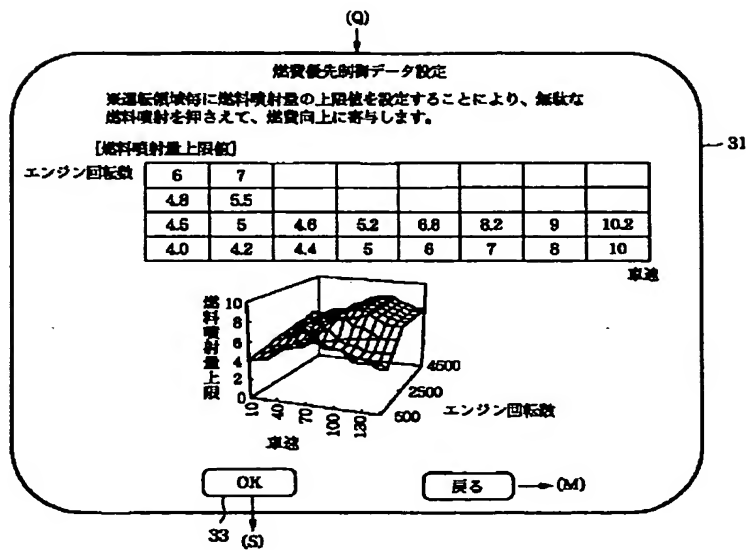 (Q)
燃費優先制御データ設定
※運転領域毎に燃料噴射量の上限値を設定することにより、無駄な
燃料噴射を抑さえて、燃費向上に寄与します。
[燃料噴射量上限値]
31
エンジン回転数
6 7
4.8 5.5
4.5 5 4.6 5.2 6.8 8.2 9 10.2
4.0 4.2 4.4 5 6 7 8 10
車速
燃料噴射量上限
10
8
6
4
2
0
10 40 70 100 130
車速
4500
2500
500
エンジン回転数
OK
戻る
(M)
33
(S)